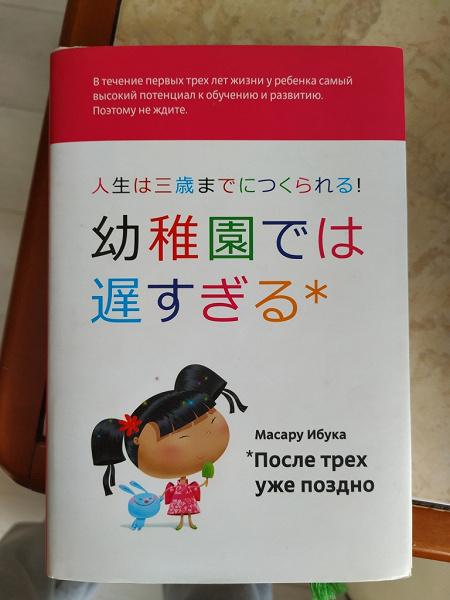 В течение первых трех лет жизни у ребенка самый
высокий потенциал к обучению и развитию.
Поэтому не ждите.
人生は三歳までにつくられる!
幼稚園では
遅すぎる*
Масару Ибука
*После трех
уже поздно